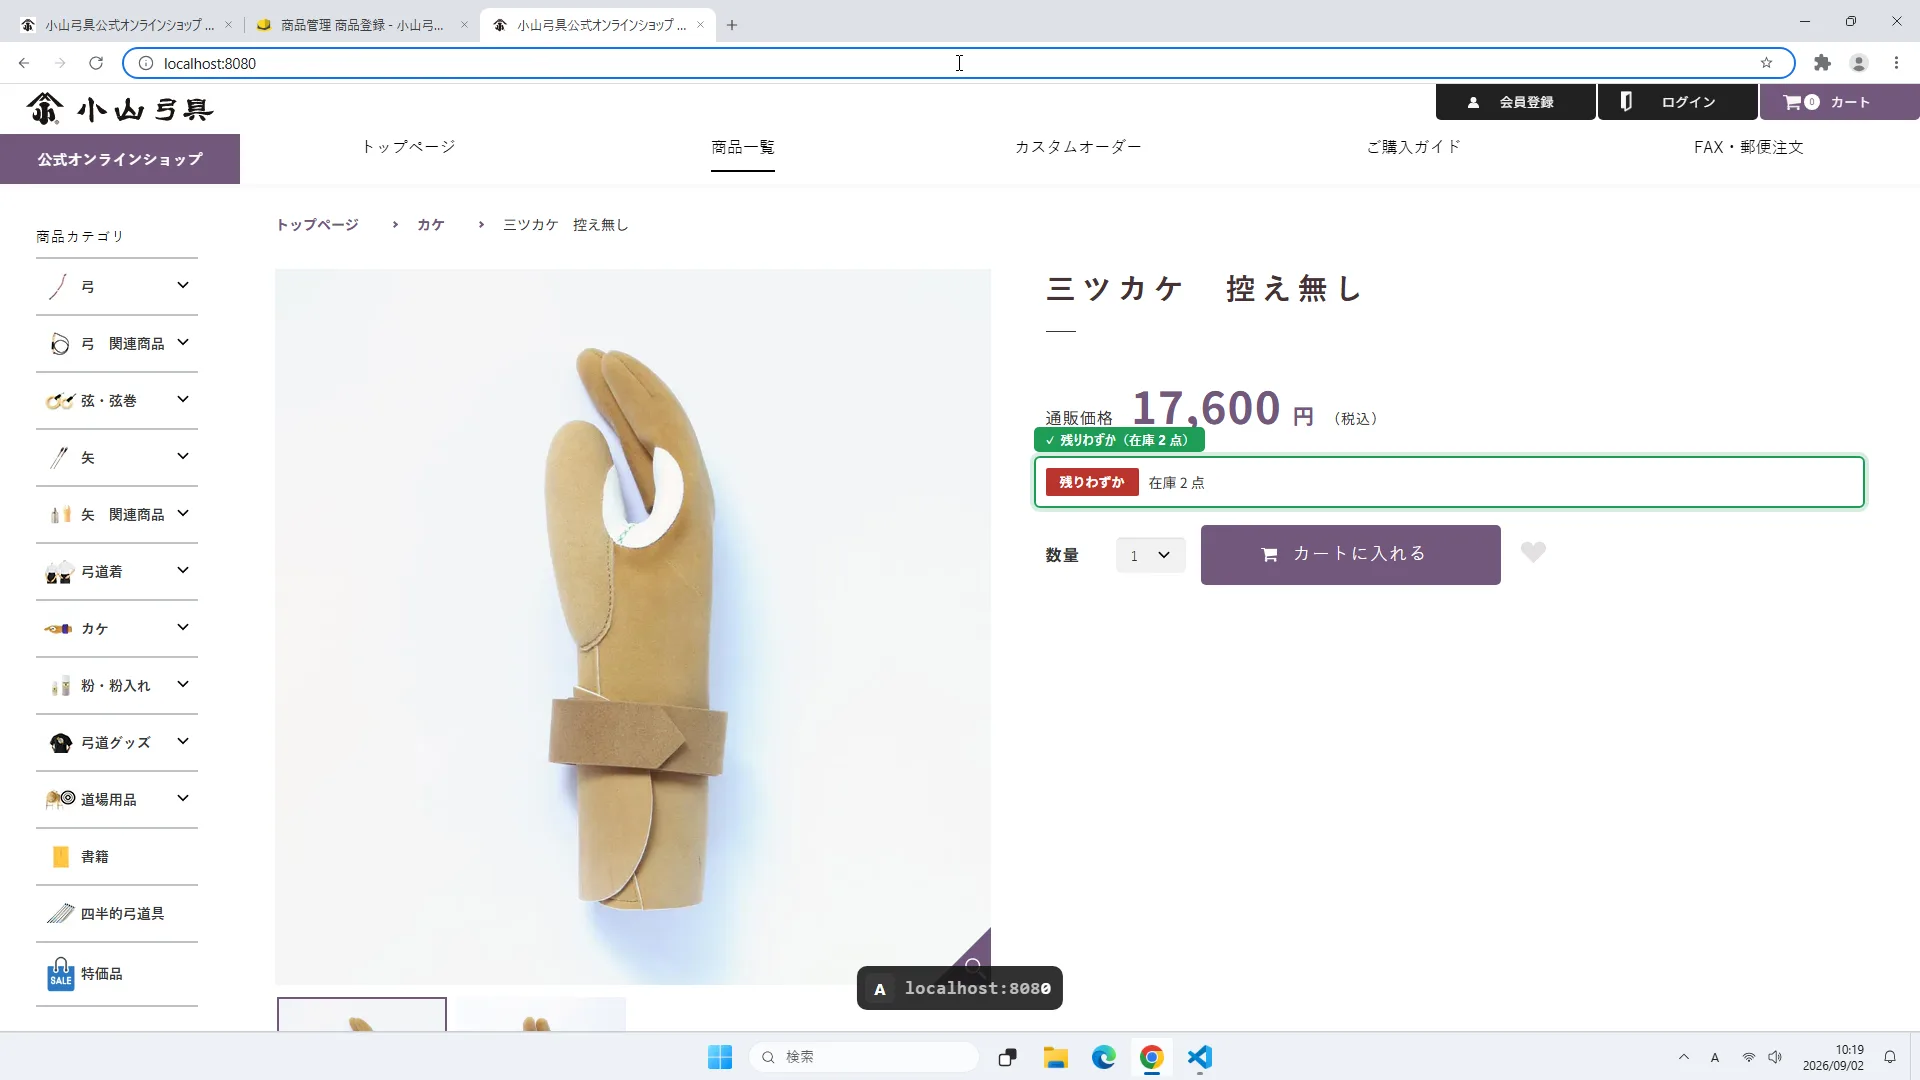 小山弓具公式オンラインショップ ...
商品管理 商品登録 - 小山弓...
小山弓具公式オンラインショップ ...
localhost:8080
小山弓具
会員登録
ログイン
0 カート
公式オンラインショップ
トップページ
商品一覧
カスタムオーダー
ご購入ガイド
FAX・郵便注文
トップページ › カケ › 三ツカケ 控え無し
商品カテゴリ
弓
弓 関連商品
弦・弦巻
矢
矢 関連商品
弓道着
カケ
粉・粉入れ
弓道グッズ
道場用品
書籍
四半的弓道具
SALE 特価品
三ツカケ 控え無し
通販価格 17,600 円 （税込）
✓ 残りわずか（在庫 2 点）
残りわずか 在庫 2 点
数量 1 カートに入れる
A localhost:8080
検索
A
10:19
2026/09/02